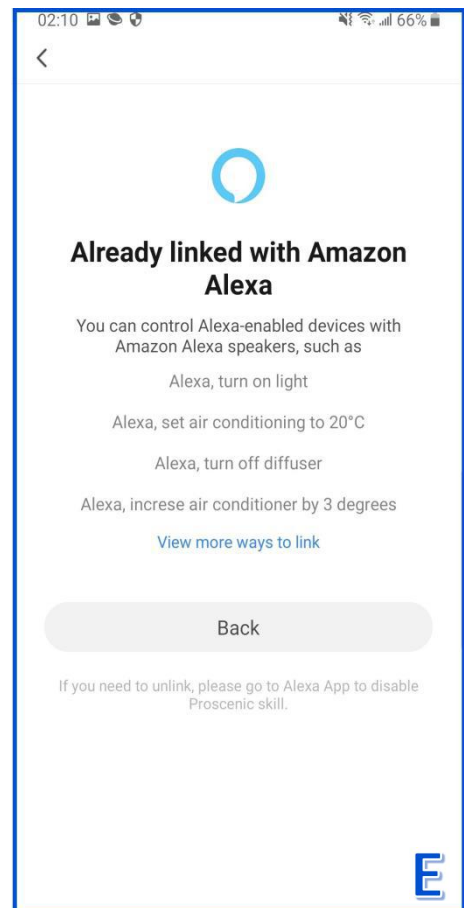 02:10 66%
Already linked with Amazon
Alexa
You can control Alexa-enabled devices with
Amazon Alexa speakers, such as
Alexa, turn on light
Alexa, set air conditioning to 20°C
Alexa, turn off diffuser
Alexa, increse air conditioner by 3 degrees
View more ways to link
Back
If you need to unlink, please go to Alexa App to disable
Proscenic skill.
E